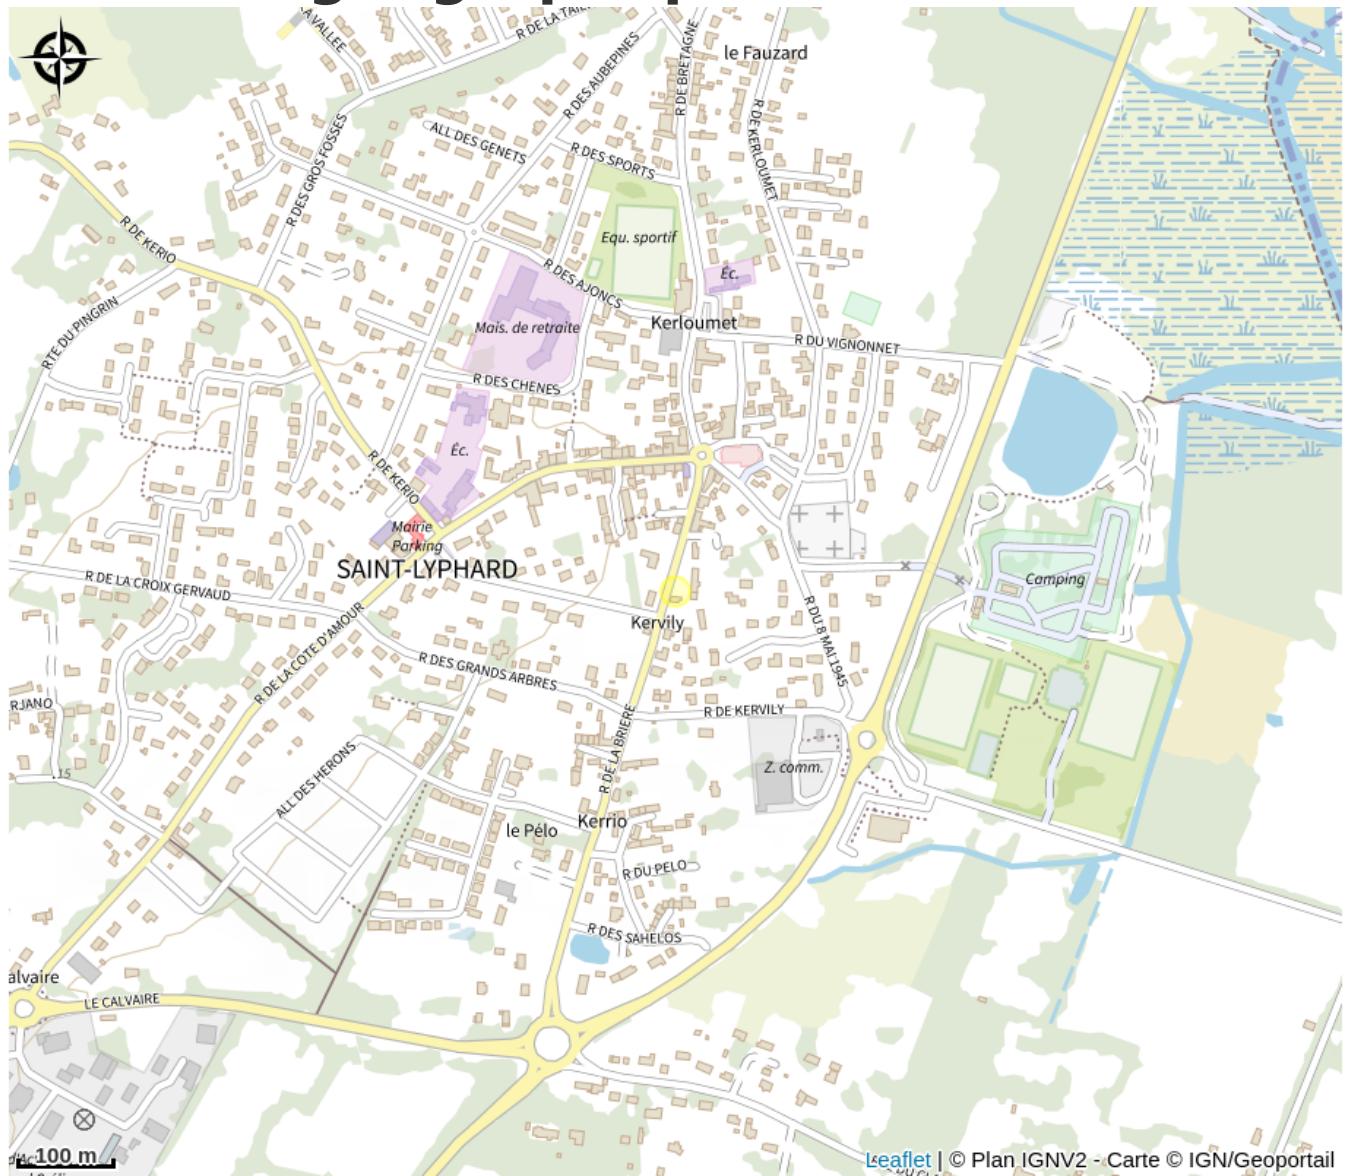 R DE LA TAIL
A VALLEE
R DES AUBEPINES
R DE BRETAGNE
le Fauzard
ALL DES GENETS
R DES SPORTS
R DE KERLOUMET
R DES GROS FOSSES
R DE KERIO
Equ. sportif
R DES AJONCS
Éc.
Mais. de retraite
Kerloumet
R DU VIGNONNET
RTE DU PINGRIN
R DES CHENES
Éc.
R DE KERIO
Mairie
Parking
SAINT-LYPHARD
Camping
R DE LA CROIX GERVAUD
R DE LA COTE D'AMOUR
Kervily
R DU 8 MAI 1945
R DES GRANDS ARBRES
RJANO
R DE KERVILY
R DE LA BRIERE
15
Z. comm.
ALL DES HERONS
le Pélo
Kerrio
R DU PELO
R DES SAHELOS
alvaire
LE CALVAIRE
100 m
Leaflet | © Plan IGNV2 - Carte © IGN/Geoportail